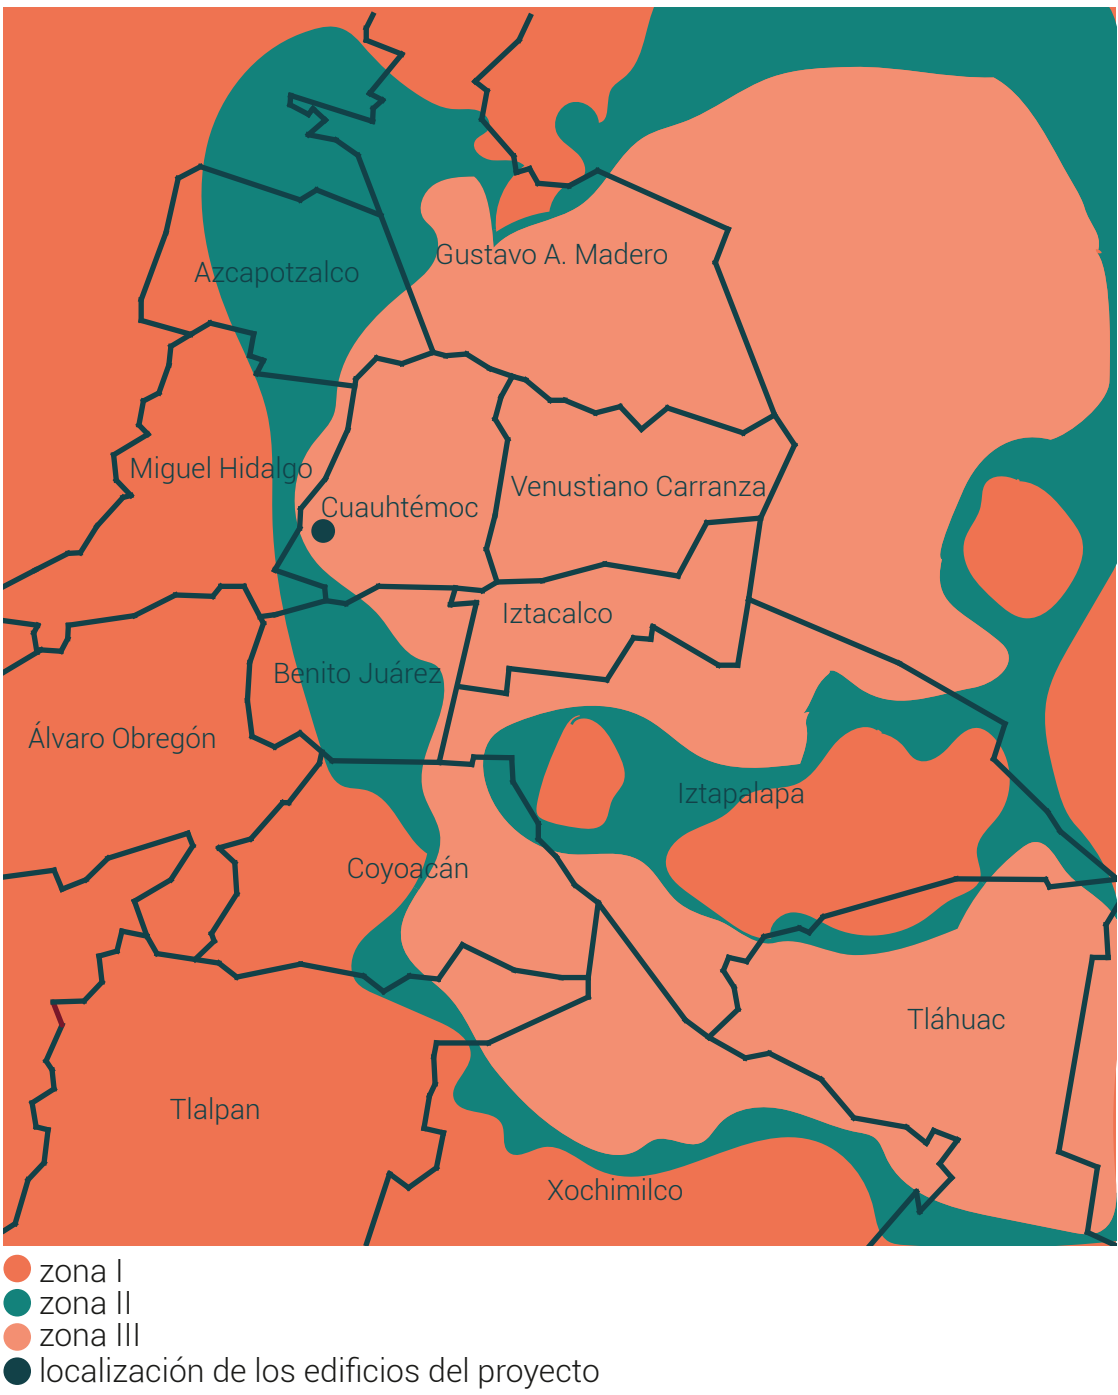 Gustavo A. Madero
Azcapotzalco
Miguel Hidalgo
Venustiano Carranza
Cuauhtémoc
Iztacalco
Benito Juárez
Álvaro Obregón
Iztapalapa
Coyoacán
Tláhuac
Tlalpan
Xochimilco
zona I
zona II
zona III
localización de los edificios del proyecto